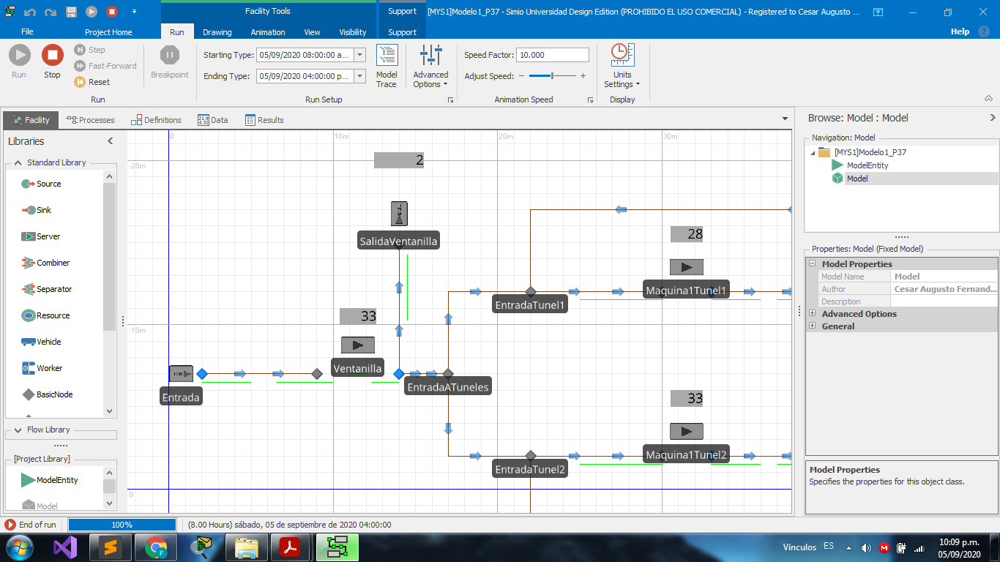 Facility Tools
Support
[MYS1]Modelo1_P37 - Simio Universidad Design Edition (PROHIBIDO EL USO COMERCIAL) - Registered to Cesar Augusto ...
File
Project Home
Run
Drawing
Animation
View
Visibility
Support
Help
Run
Stop
Step
Fast-Forward
Reset
Breakpoint
Starting Type: 05/09/2020 08:00:00 a...
Ending Type: 05/09/2020 04:00:00 p...
Model Trace
Advanced Options
Speed Factor: 10.000
Adjust Speed:
Units Settings
Run
Run Setup
Animation Speed
Display
Facility
Processes
Definitions
21.9 4.32 Data
Results
Browse: Model : Model
Libraries
Standard Library
Source
Sink
Server
Combiner
Separator
Resource
Vehicle
Worker
BasicNode
Flow Library
[Project Library]
ModelEntity
Model
0
10m
20m
30m
-20m
-10m
0
2
SalidaVentanilla
28
Maquina1Tunel1
EntradaTunel1
33
Ventanilla
Entrada
EntradaATuneles
33
Maquina1Tunel2
EntradaTunel2
Navigation: Model
[MYS1]Modelo1_P37
ModelEntity
Model
Properties: Model (Fixed Model)
Model Properties
Model Name Model
Author Cesar Augusto Fernand...
Description
Advanced Options
General
Model Properties
Specifies the properties for this object class.
End of run
100%
(8.00 Hours) sábado, 05 de septiembre de 2020 04:00:00
Vínculos
ES
10:09 p.m.
05/09/2020